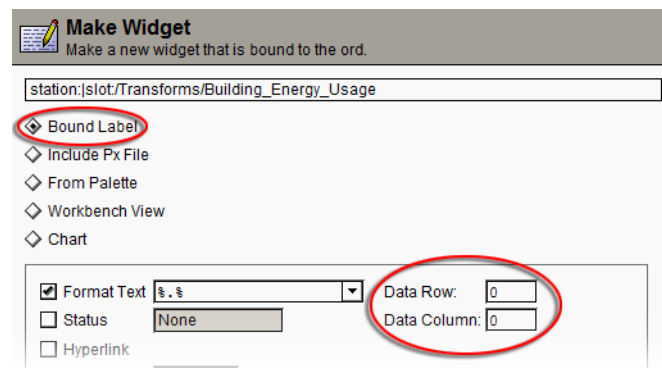 Make Widget
Make a new widget that is bound to the ord.
station:|slot:/Transforms/Building_Energy_Usage
Bound Label
Include Px File
From Palette
Workbench View
Chart
Format Text %.% Data Row: 0
Status None Data Column: 0
Hyperlink